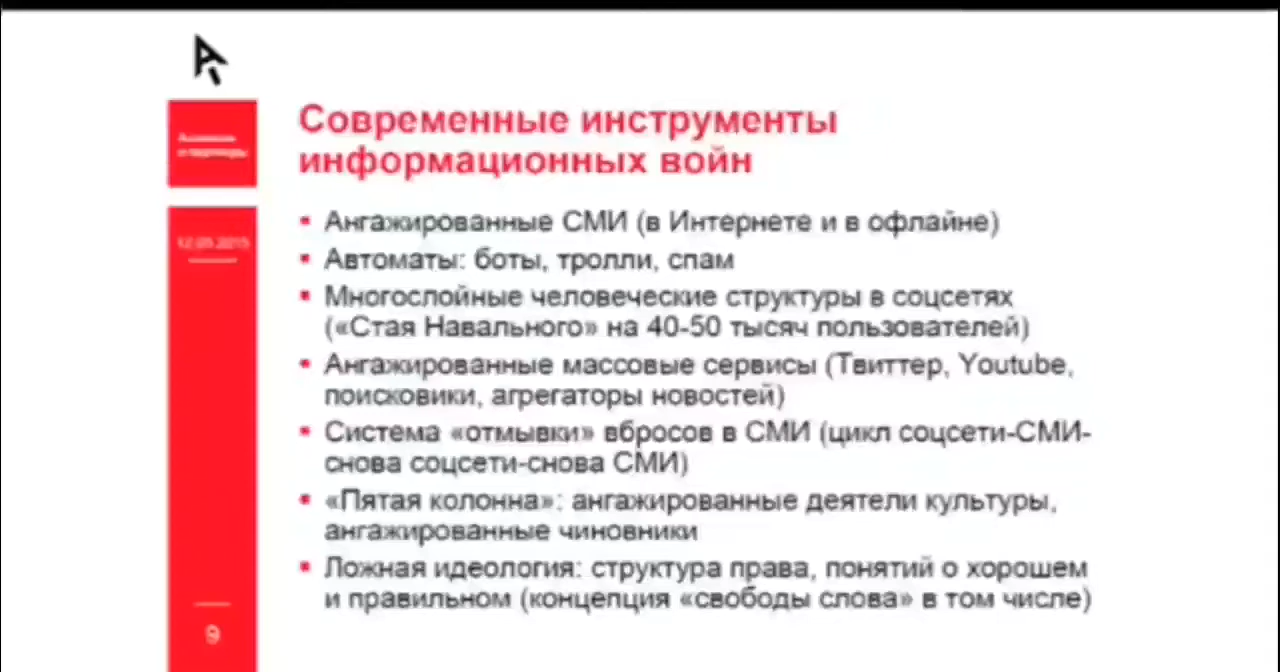 Современные инструменты
информационных войн
Ангажированные СМИ (в Интернете и в офлайне)
Автоматы: боты, тролли, спам
Многослойные человеческие структуры в соцсетях
(«Стая Навального» на 40-50 тысяч пользователей)
Ангажированные массовые сервисы (Твиттер, Youtube,
поисковики, агрегаторы новостей)
Система «отмывки» вбросов в СМИ (цикл соцсети-СМИ-
снова соцсети-снова СМИ)
«Пятая колонна»: ангажированные деятели культуры,
ангажированные чиновники
Ложная идеология: структура права, понятий о хорошем
и правильном (концепция «свободы слова» в том числе)
9